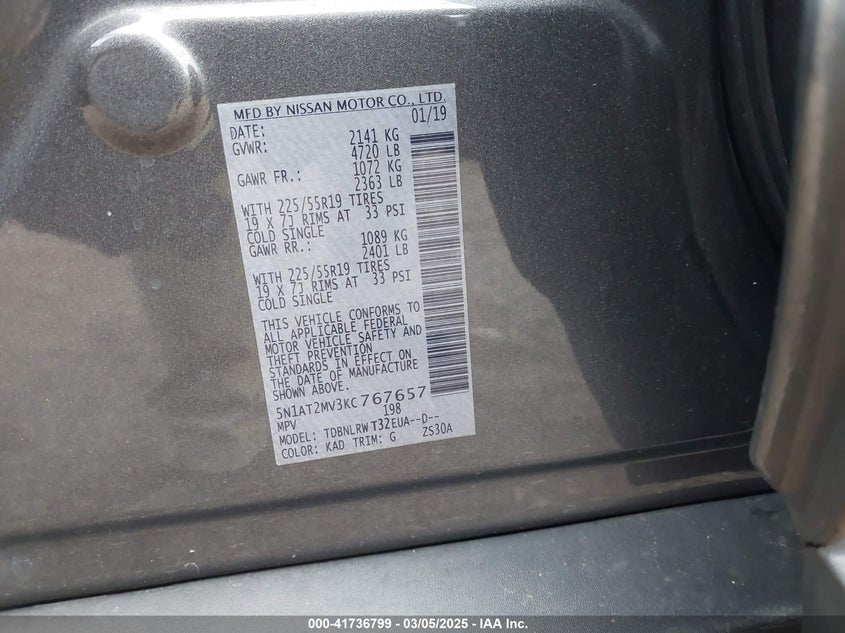 MFD BY NISSAN MOTOR CO., LTD.
DATE: 01/19
GVWR: 2141 KG
4720 LB
GAWR FR.: 1072 KG
2363 LB
WITH 225/55R19 TIRES
19 X 7J RIMS AT 33 PSI
COLD SINGLE
GAWR RR.: 1089 KG
2401 LB
WITH 225/55R19 TIRES
19 X 7J RIMS AT 33 PSI
COLD SINGLE
THIS VEHICLE CONFORMS TO
ALL APPLICABLE FEDERAL
MOTOR VEHICLE SAFETY AND
THEFT PREVENTION
STANDARDS IN EFFECT ON
THE DATE OF MANUFACTURE
SHOWN ABOVE.
5N1AT2MV3KC767657
MPV 198
MODEL: TDBNLRWT32EUA--D--
COLOR: KAD TRIM: G ZS30A
000-41736799 - 03/05/2025 - IAA Inc.